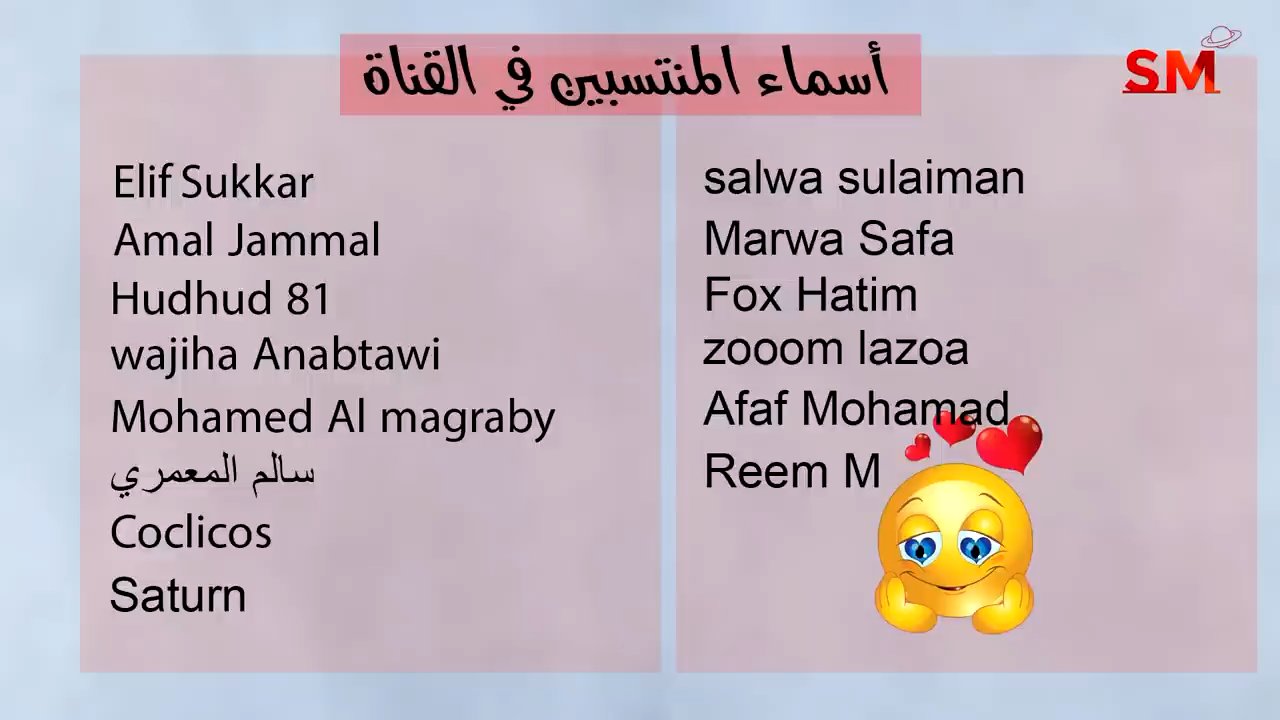 أسماء المنتسبين في القناة
SM
Elif Sukkar
Amal Jammal
Hudhud 81
wajiha Anabtawi
Mohamed Al magraby
سالم المعمري
Coclicos
Saturn
salwa sulaiman
Marwa Safa
Fox Hatim
zooom lazoa
Afaf Mohamad
Reem M